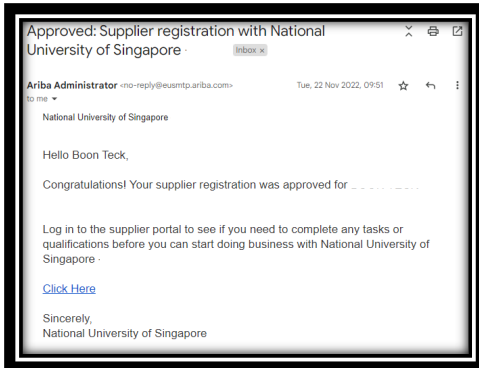 Approved: Supplier registration with National
University of Singapore · Inbox ×
Ariba Administrator <no-reply@eusmtp.ariba.com> Tue, 22 Nov 2022, 09:51
to me
National University of Singapore
Hello Boon Teck,
Congratulations! Your supplier registration was approved for
Log in to the supplier portal to see if you need to complete any tasks or
qualifications before you can start doing business with National University of
Singapore ·
Click Here
Sincerely,
National University of Singapore